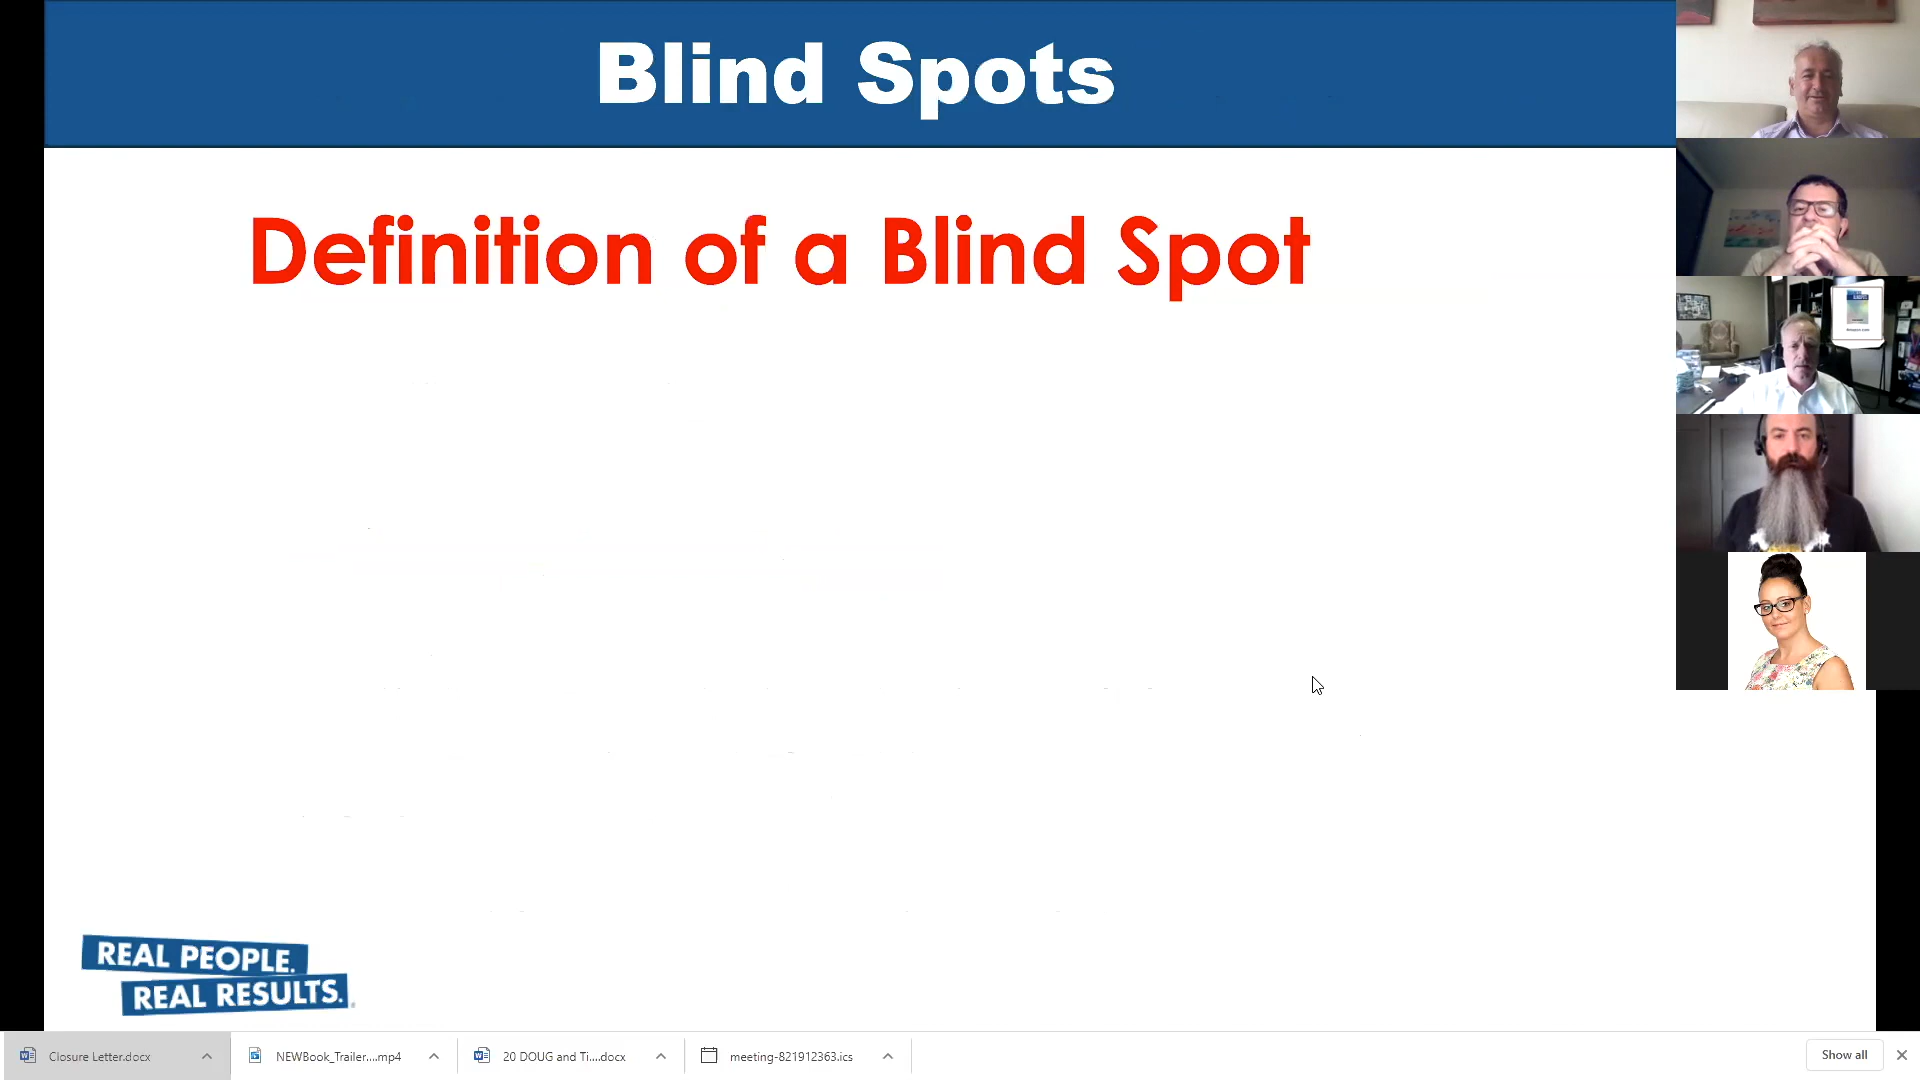 Blind Spots
Definition of a Blind Spot
REAL PEOPLE.
REAL RESULTS.
Closure Letter.docx
NEWBook_Trailer....mp4
20 DOUG and Ti....docx
meeting-821912363.ics
Show all